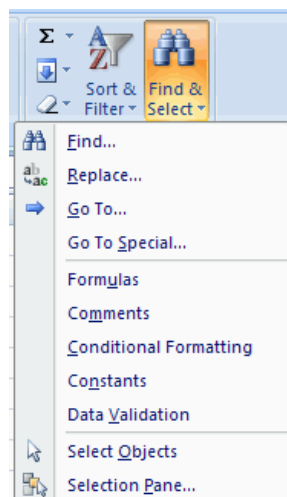 Σ
Sort & Filter
Find & Select
Find...
Replace...
Go To...
Go To Special...
Formulas
Comments
Conditional Formatting
Constants
Data Validation
Select Objects
Selection Pane...